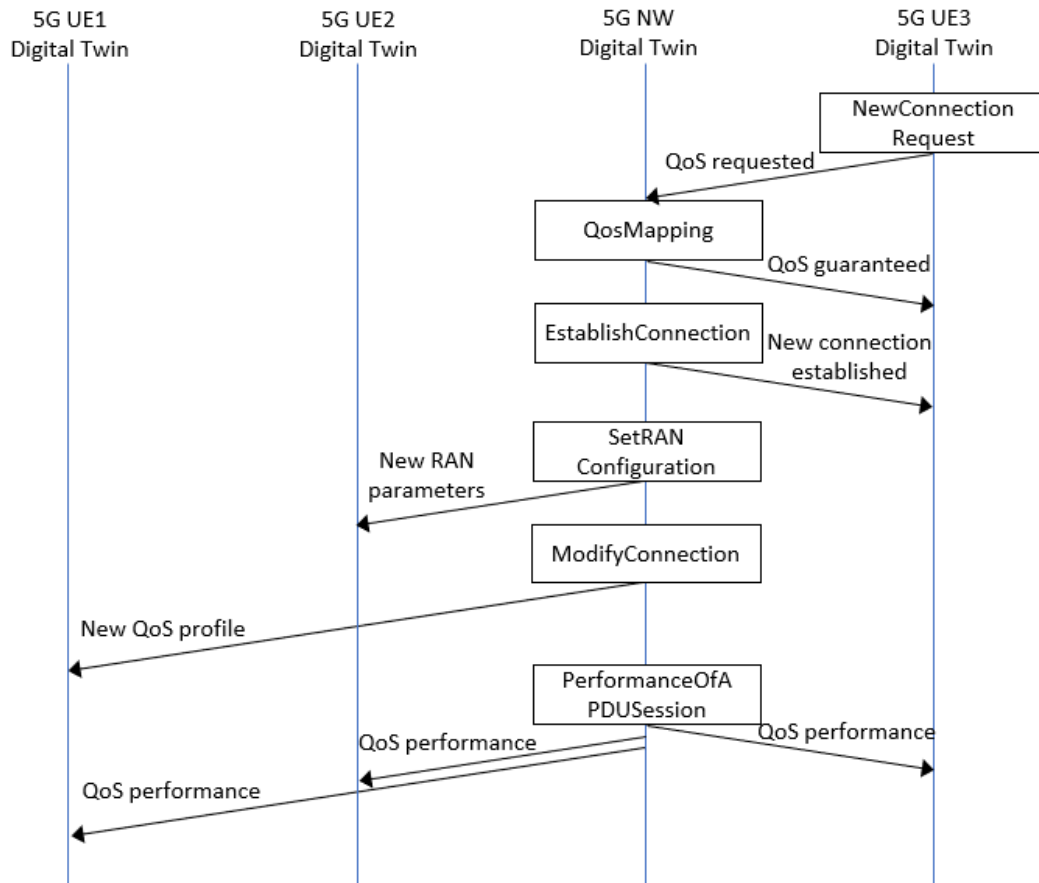 5G UE1
Digital Twin
5G UE2
Digital Twin
5G NW
Digital Twin
5G UE3
Digital Twin
NewConnection
Request
QoS requested
QosMapping
QoS guaranteed
EstablishConnection
New connection
established
SetRAN
Configuration
New RAN
parameters
ModifyConnection
New QoS profile
PerformanceOfA
PDUSession
QoS performance
QoS performance
QoS performance